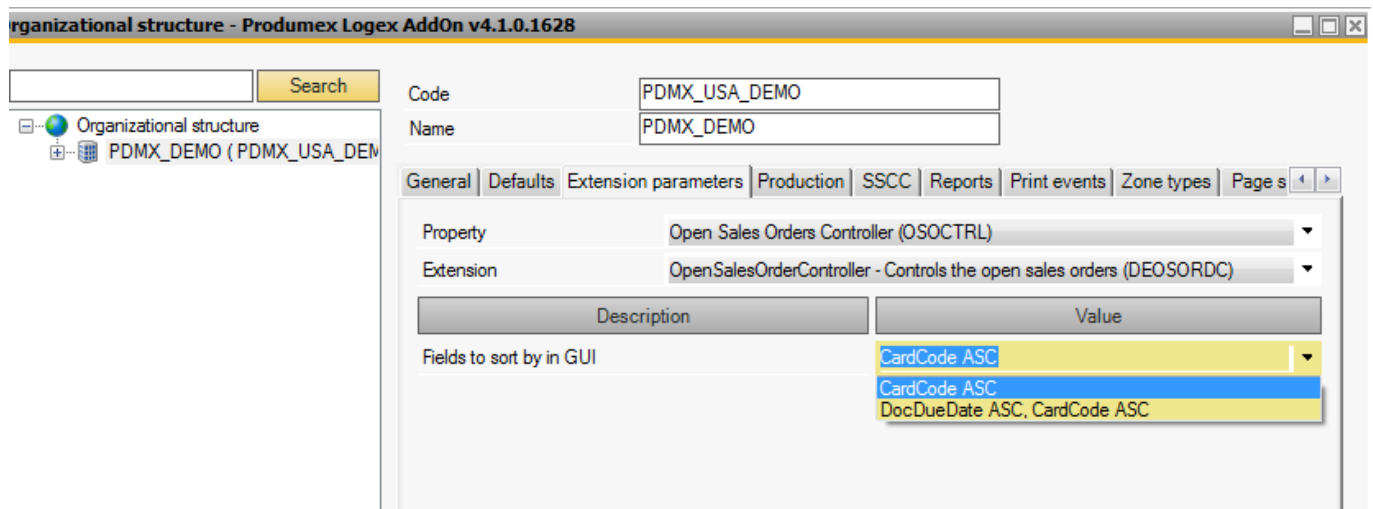 rganizational structure - Produmex Logex AddOn v4.1.0.1628
Search
Organizational structure
PDMX_DEMO ( PDMX_USA_DEM
Code PDMX_USA_DEMO
Name PDMX_DEMO
General Defaults Extension parameters Production SSCC Reports Print events Zone types Page s
Property Open Sales Orders Controller (OSOCTRL)
Extension OpenSalesOrderController - Controls the open sales orders (DEOSORDC)
Description Value
Fields to sort by in GUI CardCode ASC
CardCode ASC
DocDueDate ASC, CardCode ASC